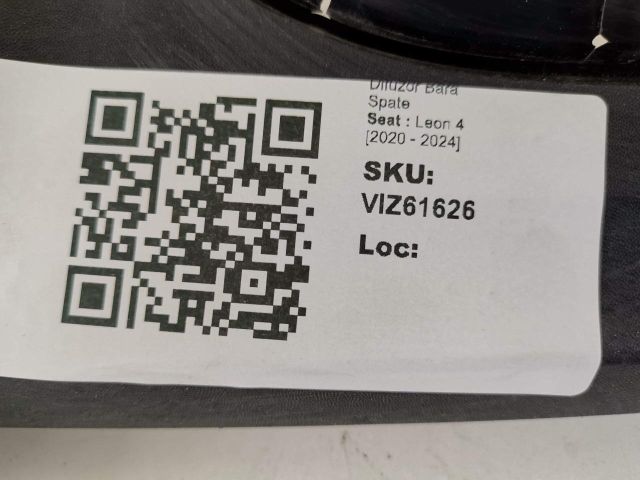 Difuzor Bara
Spate
Seat : Leon 4
[2020 - 2024]
SKU:
VIZ61626
Loc: